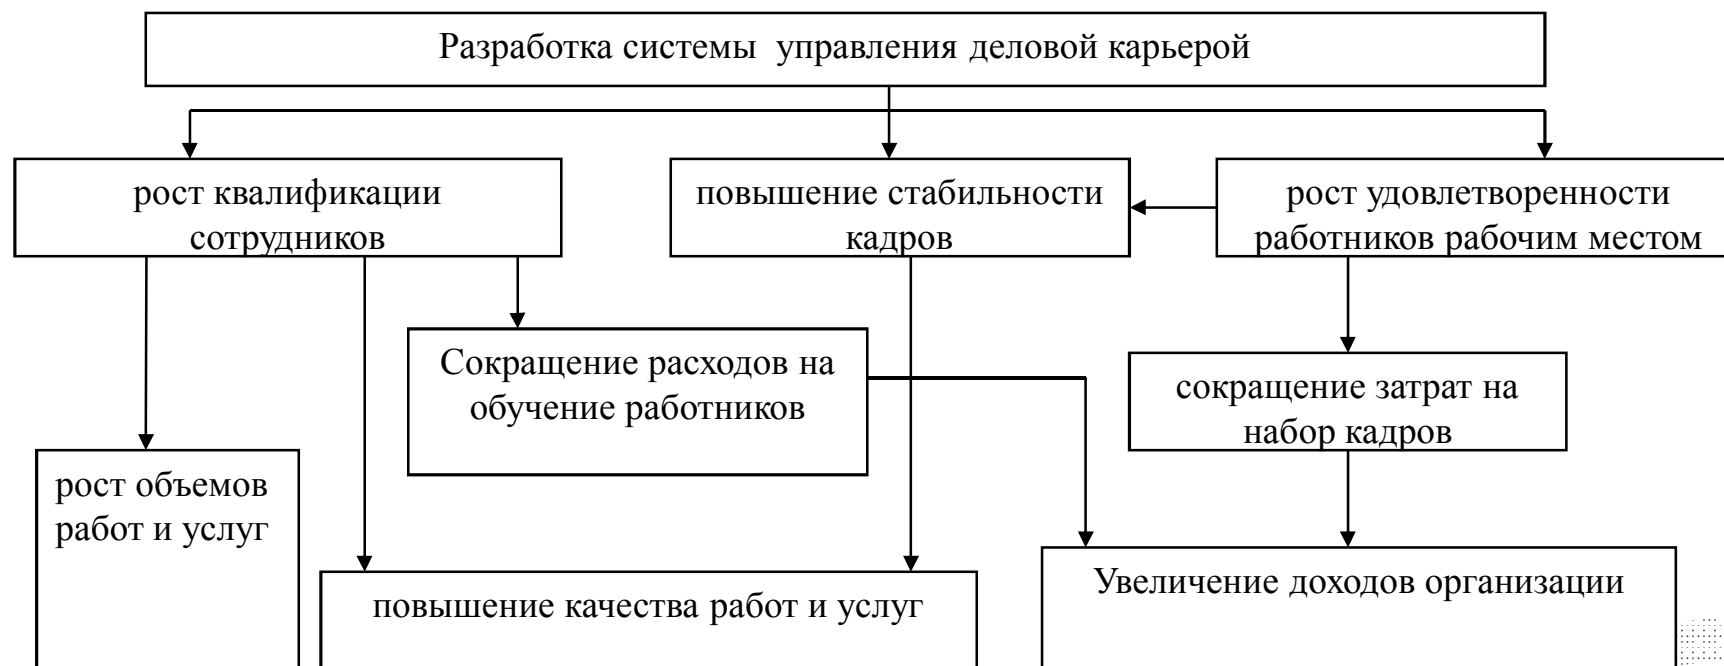 Разработка системы управления деловой карьерой
рост квалификации
сотрудников
повышение стабильности
кадров
рост удовлетворенности
работников рабочим местом
Сокращение расходов на
обучение работников
сокращение затрат на
набор кадров
рост объемов
работ и услуг
повышение качества работ и услуг
Увеличение доходов организации